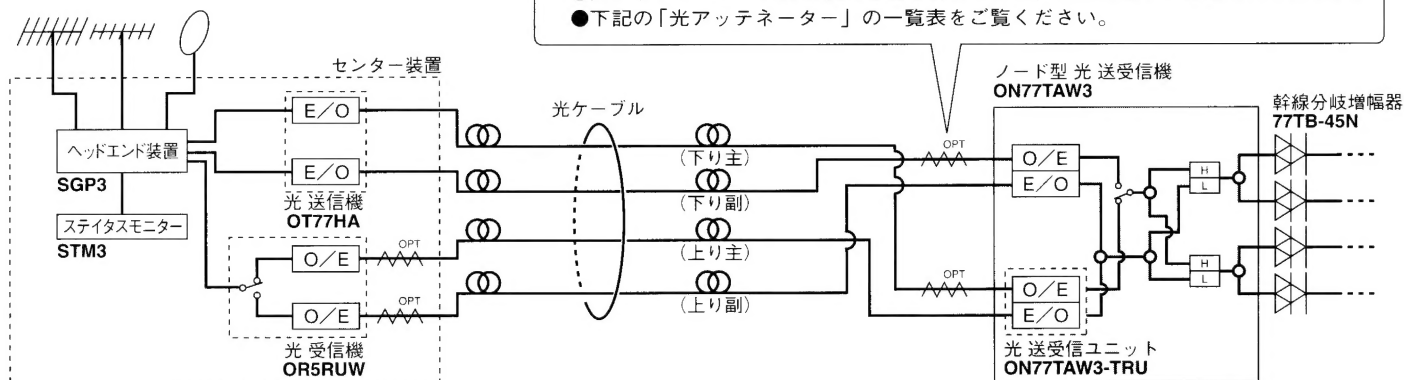 ●下記の「光アッテネーター」の一覧表をご覧ください。
センター装置
ノード型 光 送受信機
ON77TAW3
幹線分岐増幅器
77TB-45N
光ケーブル
E/O
ヘッドエンド装置
SGP3
E/O
光 送信機
OT77HA
ステイタスモニター
STM3
O/E
OPT
O/E
OPT
光 受信機
OR5RUW
(下り主)
(下り副)
(上り主)
(上り副)
OPT
O/E
E/O
OPT
O/E
E/O
H
L
H
L
光 送受信ユニット
ON77TAW3-TRU